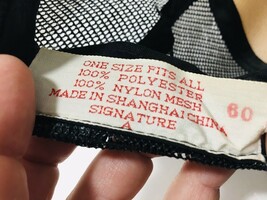 ONE SIZE FITS ALL
100% POLYESTER
100% NYLON MESH
MADE IN SHANGHAI CHINA
60
SIGNATURE
A